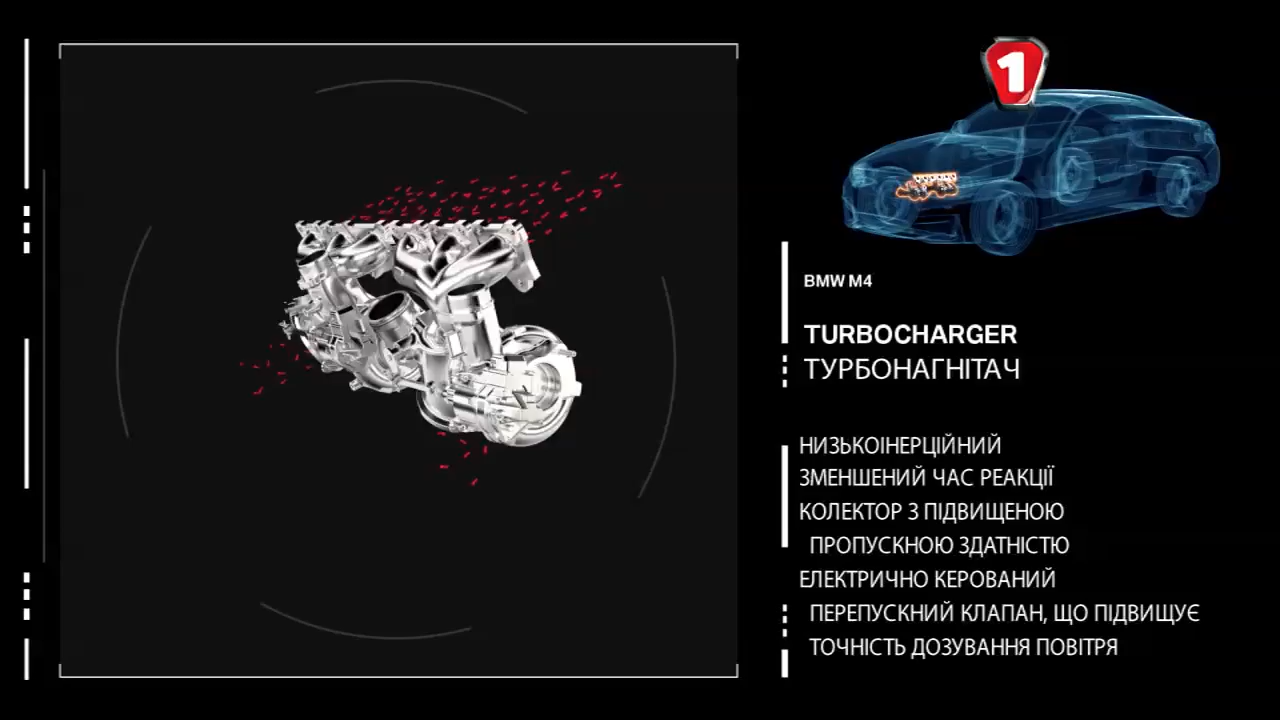 1
BMW M4
TURBOCHARGER
ТУРБОНАГНІТАЧ
НИЗЬКОІНЕРЦІЙНИЙ
ЗМЕНШЕНИЙ ЧАС РЕАКЦІЇ
КОЛЕКТОР З ПІДВИЩЕНОЮ
ПРОПУСКНОЮ ЗДАТНІСТЮ
ЕЛЕКТРИЧНО КЕРОВАНИЙ
ПЕРЕПУСКНИЙ КЛАПАН, ЩО ПІДВИЩУЄ
ТОЧНІСТЬ ДОЗУВАННЯ ПОВІТРЯ